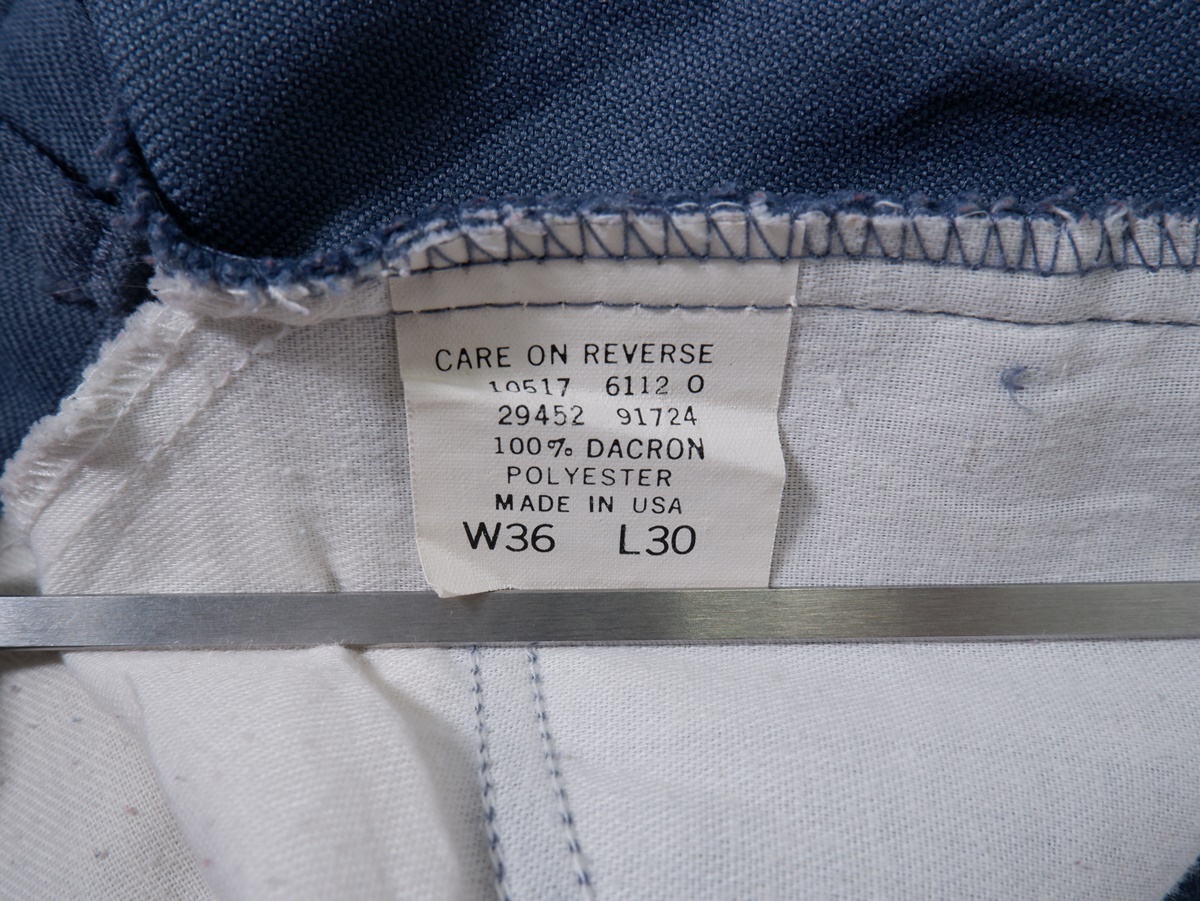 CARE ON REVERSE
10517 6112 0
29452 91724
100% DACRON
POLYESTER
MADE IN USA
W36 L30